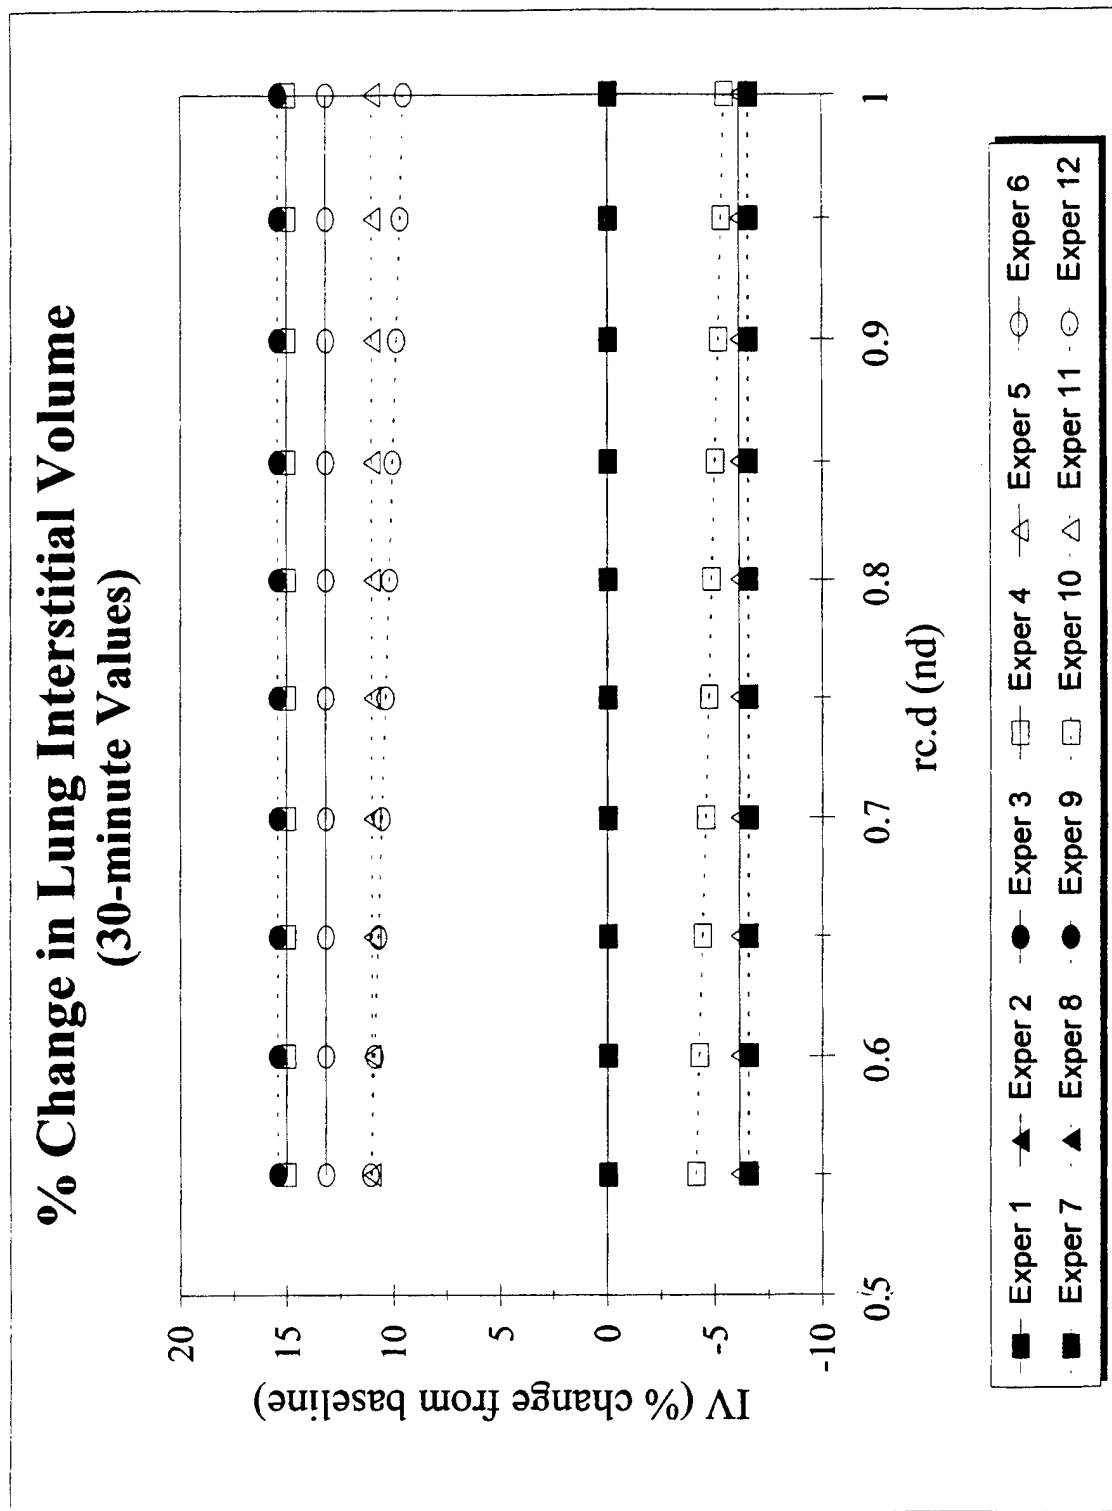 % Change in Lung Interstitial Volume
(30-minute Values)
IV (% change from baseline)
20
15
10
5
0
-5
-10
0.5
0.6
0.7
0.8
0.9
1
rc.d (nd)
Exper 1 Exper 2 Exper 3 Exper 4 Exper 5 Exper 6
Exper 7 Exper 8 Exper 9 Exper 10 Exper 11 Exper 12